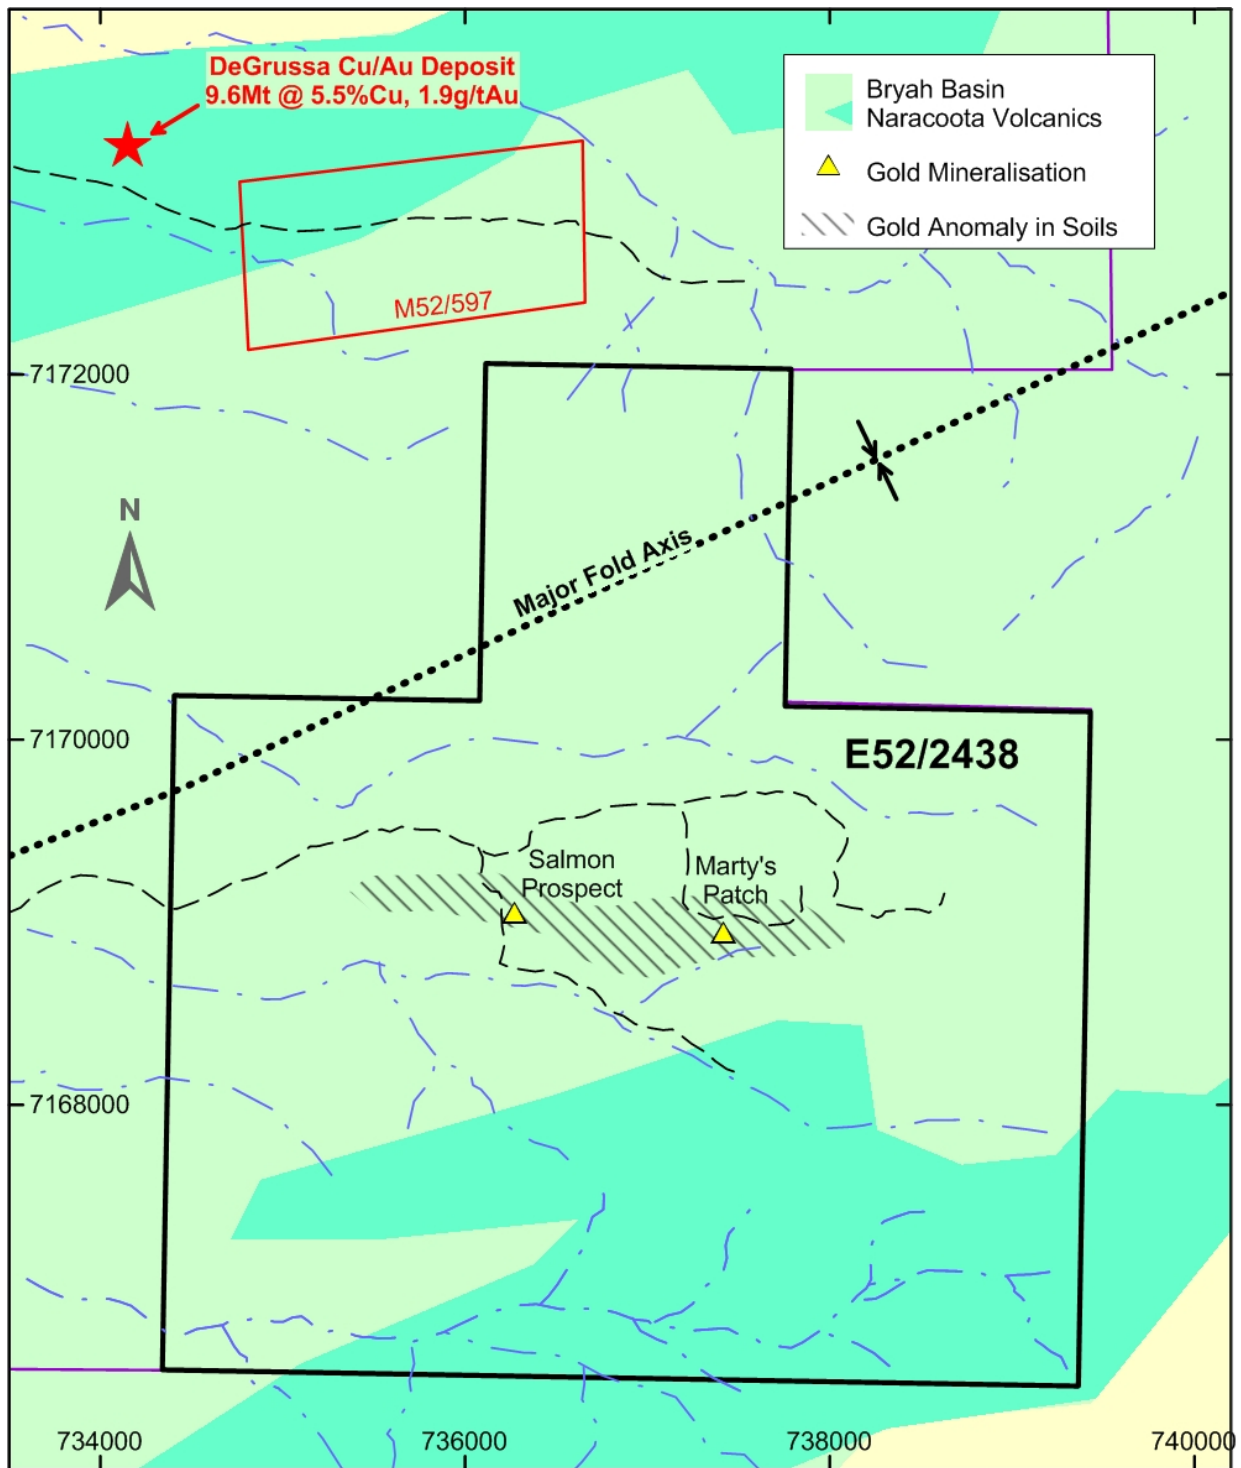 DeGrussa Cu/Au Deposit
9.6Mt @ 5.5%Cu, 1.9g/tAu
Bryah Basin
Naracoota Volcanics
Gold Mineralisation
Gold Anomaly in Soils
M52/597
7172000
N
Major Fold Axis
7170000
E52/2438
Salmon
Prospect
Marty's
Patch
7168000
734000
736000
738000
740000